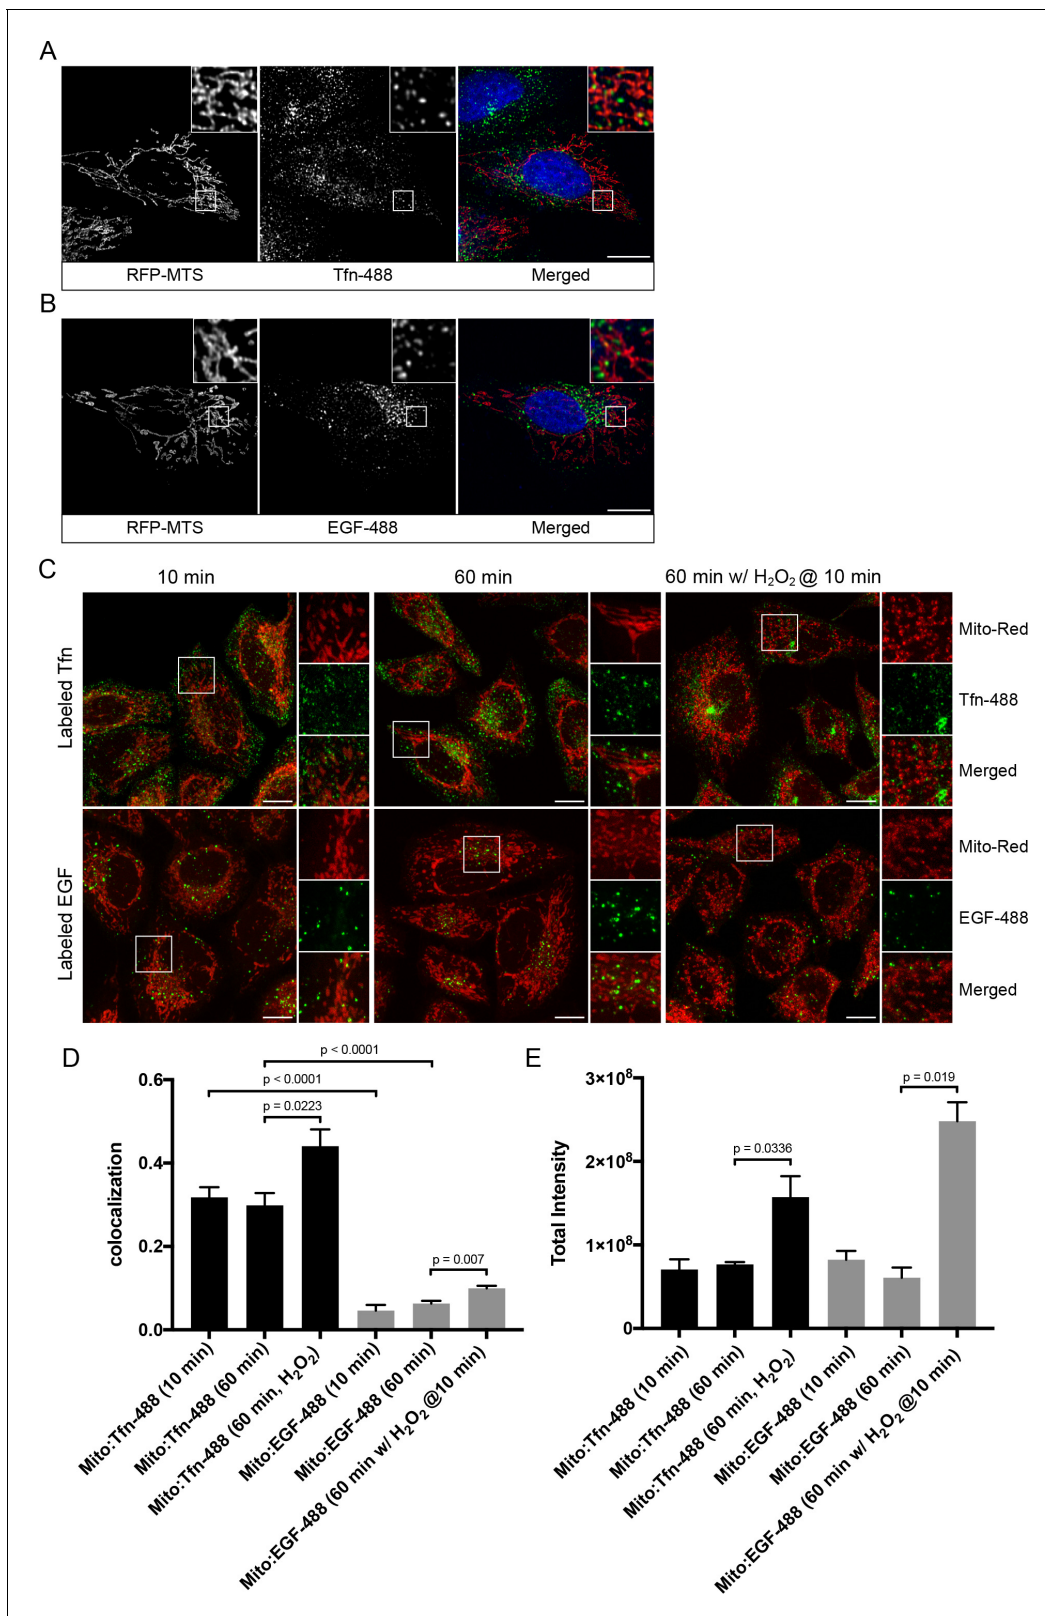 A
RFP-MTS Tfn-488 Merged
B
RFP-MTS EGF-488 Merged
C
10 min 60 min 60 min w/ H₂O₂ @ 10 min
Labeled Tfn
Mito-Red
Tfn-488
Merged
Labeled EGF
Mito-Red
EGF-488
Merged
D
colocalization
0.6
0.4
0.2
0.0
p < 0.0001
p < 0.0001
p = 0.0223
p = 0.007
Mito:Tfn-488 (10 min)
Mito:Tfn-488 (60 min)
Mito:Tfn-488 (60 min, H₂O₂)
Mito:EGF-488 (10 min)
Mito:EGF-488 (60 min)
Mito:EGF-488 (60 min w/ H₂O₂ @10 min)
E
Total Intensity
3×10⁸
2×10⁸
1×10⁸
0
p = 0.019
p = 0.0336
Mito:Tfn-488 (10 min)
Mito:Tfn-488 (60 min)
Mito:Tfn-488 (60 min, H₂O₂)
Mito:EGF-488 (10 min)
Mito:EGF-488 (60 min)
Mito:EGF-488 (60 min w/ H₂O₂ @10 min)